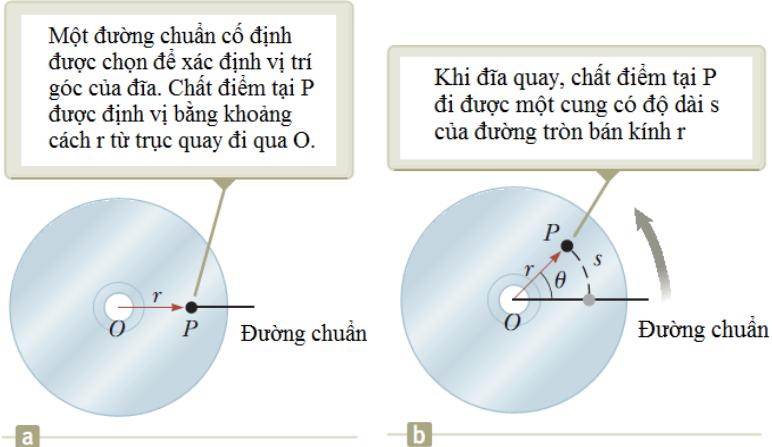 Một đường chuẩn cố định
được chọn để xác định vị trí
góc của đĩa. Chất điểm tại P
được định vị bằng khoảng
cách r từ trục quay đi qua O.
r
O
P
Đường chuẩn
a
Khi đĩa quay, chất điểm tại P
đi được một cung có độ dài s
của đường tròn bán kính r
P
s
r
θ
O
Đường chuẩn
b